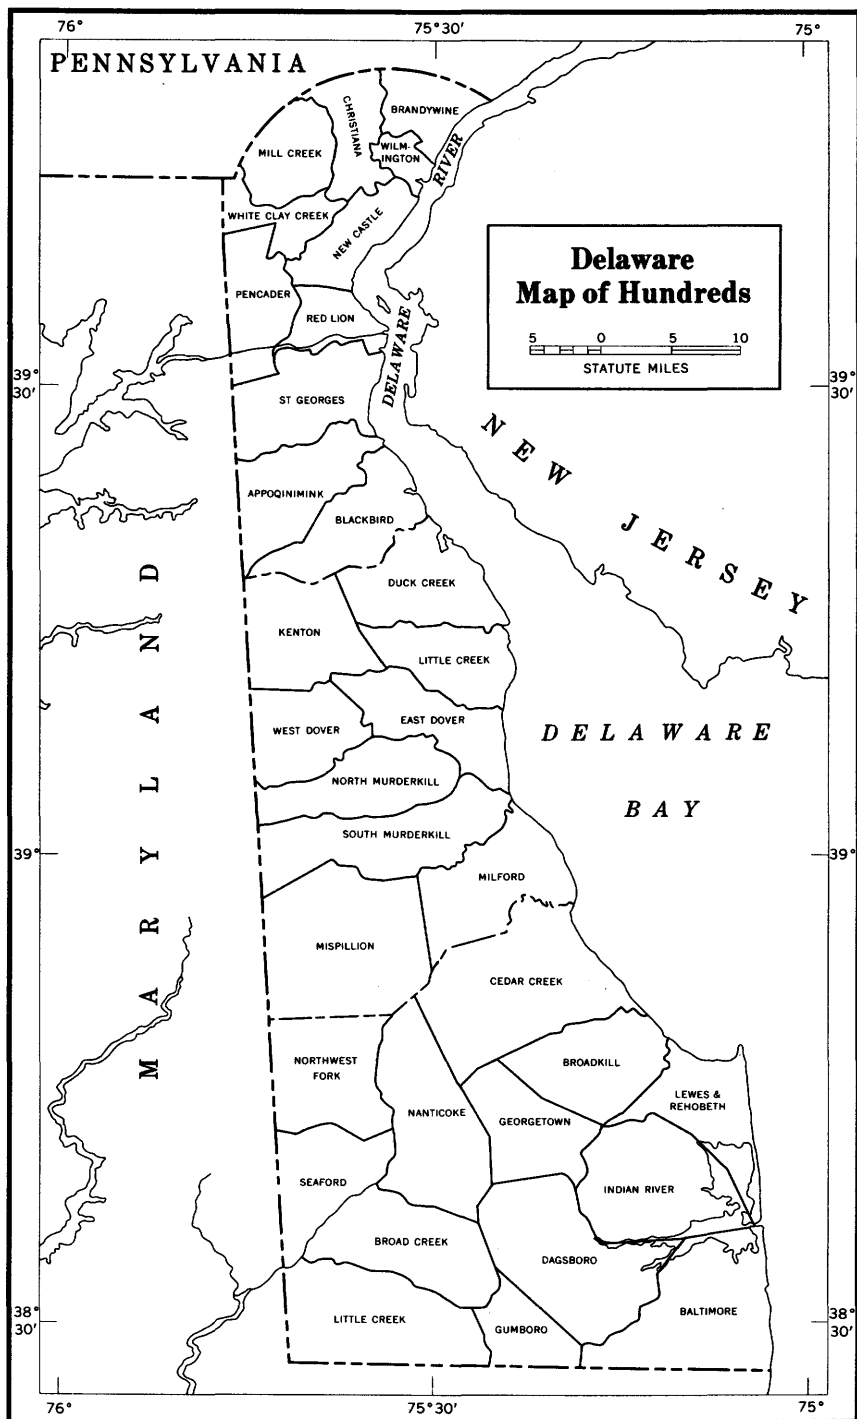 76°
75°30'
75°
PENNSYLVANIA
CHRISTIANA
BRANDYWINE
MILL CREEK
WILM-
INGTON
RIVER
WHITE CLAY CREEK
NEW CASTLE
Delaware
Map of Hundreds
5 0 5 10
STATUTE MILES
PENCADER
RED LION
DELAWARE
39°
30'
39°
30'
ST GEORGES
NEW JERSEY
APPOQINIMINK
BLACKBIRD
MARYLAND
DUCK CREEK
KENTON
LITTLE CREEK
WEST DOVER
EAST DOVER
DELAWARE
BAY
NORTH MURDERKILL
SOUTH MURDERKILL
39°
39°
MILFORD
MISPILLION
CEDAR CREEK
NORTHWEST
FORK
BROADKILL
NANTICOKE
GEORGETOWN
LEWES &
REHOBETH
SEAFORD
INDIAN RIVER
BROAD CREEK
DAGSBORO
38°
30'
38°
30'
LITTLE CREEK
GUMBORO
BALTIMORE
76°
75°30'
75°